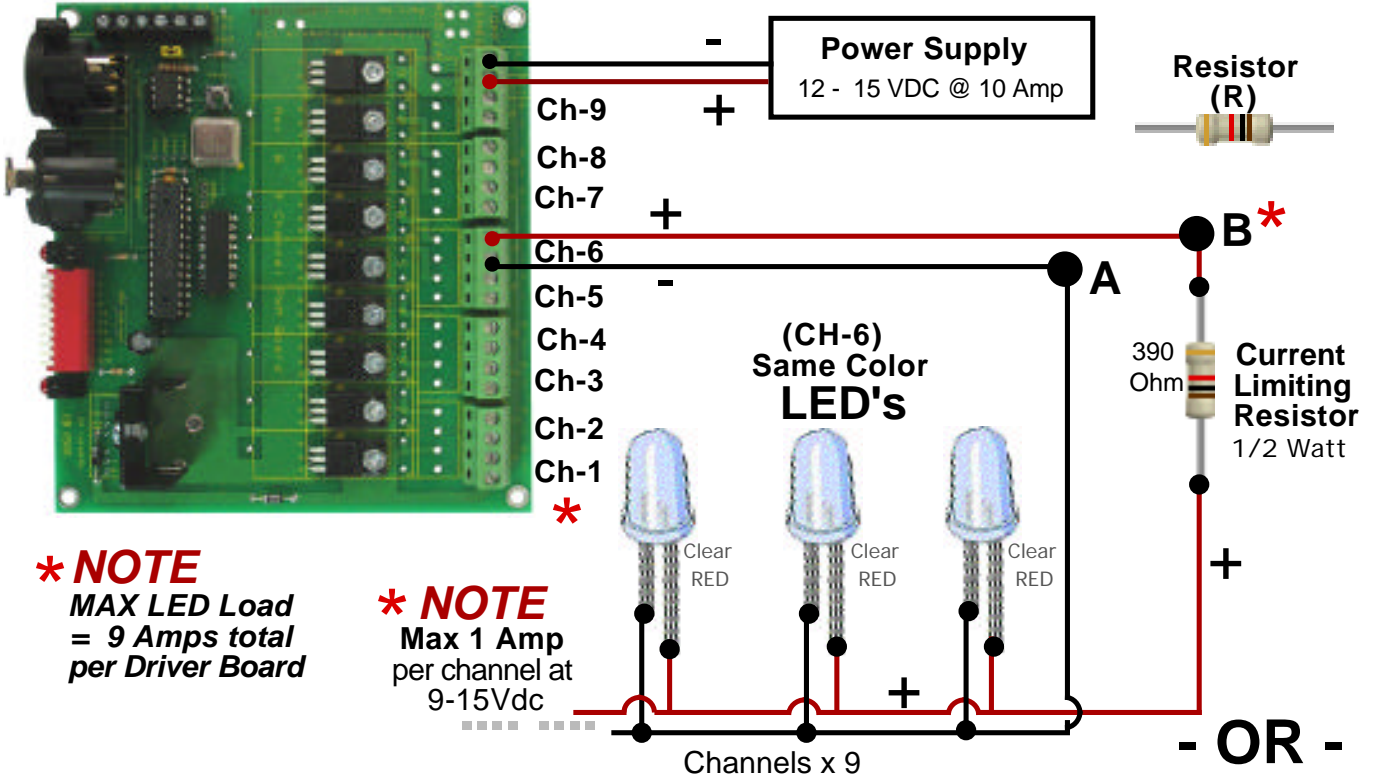 -
Power Supply
12 - 15 VDC @ 10 Amp
+
Resistor
(R)
Ch-9
Ch-8
Ch-7
+
Ch-6
B*
-
A
Ch-5
Ch-4
Ch-3
Ch-2
Ch-1
*
(CH-6)
Same Color
LED's
390
Ohm
Current
Limiting
Resistor
1/2 Watt
Clear
RED
Clear
RED
Clear
RED
+
* NOTE
MAX LED Load
= 9 Amps total
per Driver Board
* NOTE
Max 1 Amp
per channel at
9-15Vdc
+
Channels x 9
- OR -